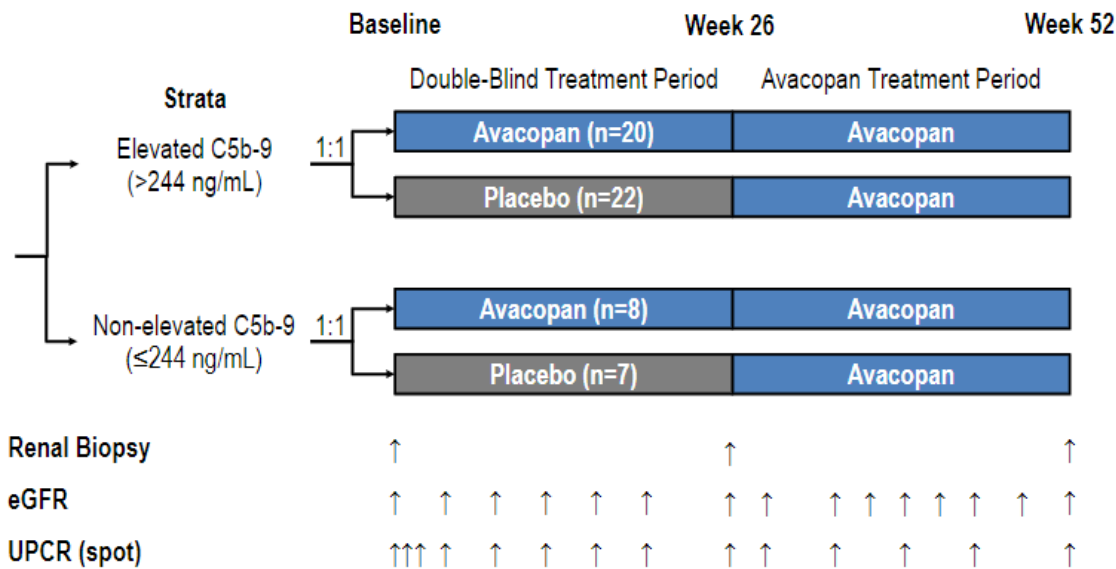 Baseline Week 26 Week 52
Double-Blind Treatment Period Avacopan Treatment Period
Strata
Elevated C5b-9
(>244 ng/mL)
1:1
Avacopan (n=20) Avacopan
Placebo (n=22) Avacopan
Non-elevated C5b-9
(≤244 ng/mL)
1:1
Avacopan (n=8) Avacopan
Placebo (n=7) Avacopan
Renal Biopsy ↑ ↑ ↑
eGFR ↑ ↑ ↑ ↑ ↑ ↑ ↑ ↑ ↑ ↑ ↑ ↑ ↑ ↑ ↑
UPCR (spot) ↑↑↑ ↑ ↑ ↑ ↑ ↑ ↑ ↑ ↑ ↑ ↑ ↑